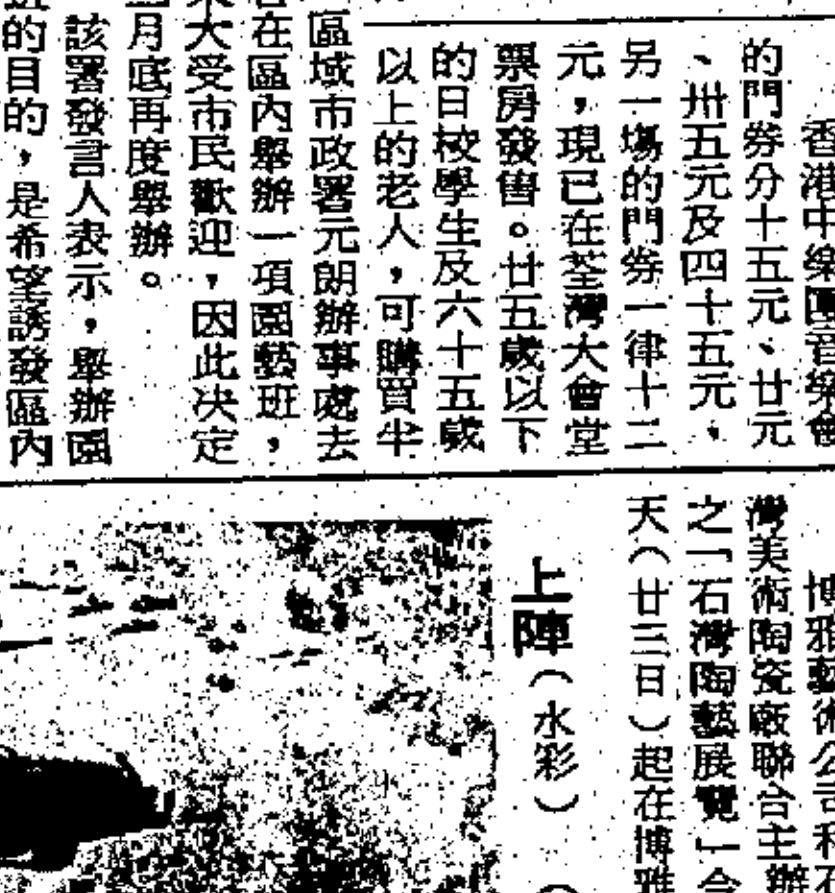 香港中樂團音樂會
的門券分十五元、廿元
、卅五元及四十五元，
另一場的門券一律十二
元，現已在荃灣大會堂
票房發售。廿五歲以下
的日校學生及六十五歲
以上的老人，可購買半
區域市政署元朗辦事處去
在區內舉辦一項園藝班，
大受市民歡迎，因此决定
月底再度舉辦。
該署發言人表示，舉辦園
的目的，是希望誘發區內
博雅藝術公司和
灣美術陶瓷廠聯合主辦
之「石灣陶藝展覽」會
天（廿三日）起在博雅
上陣（水彩）